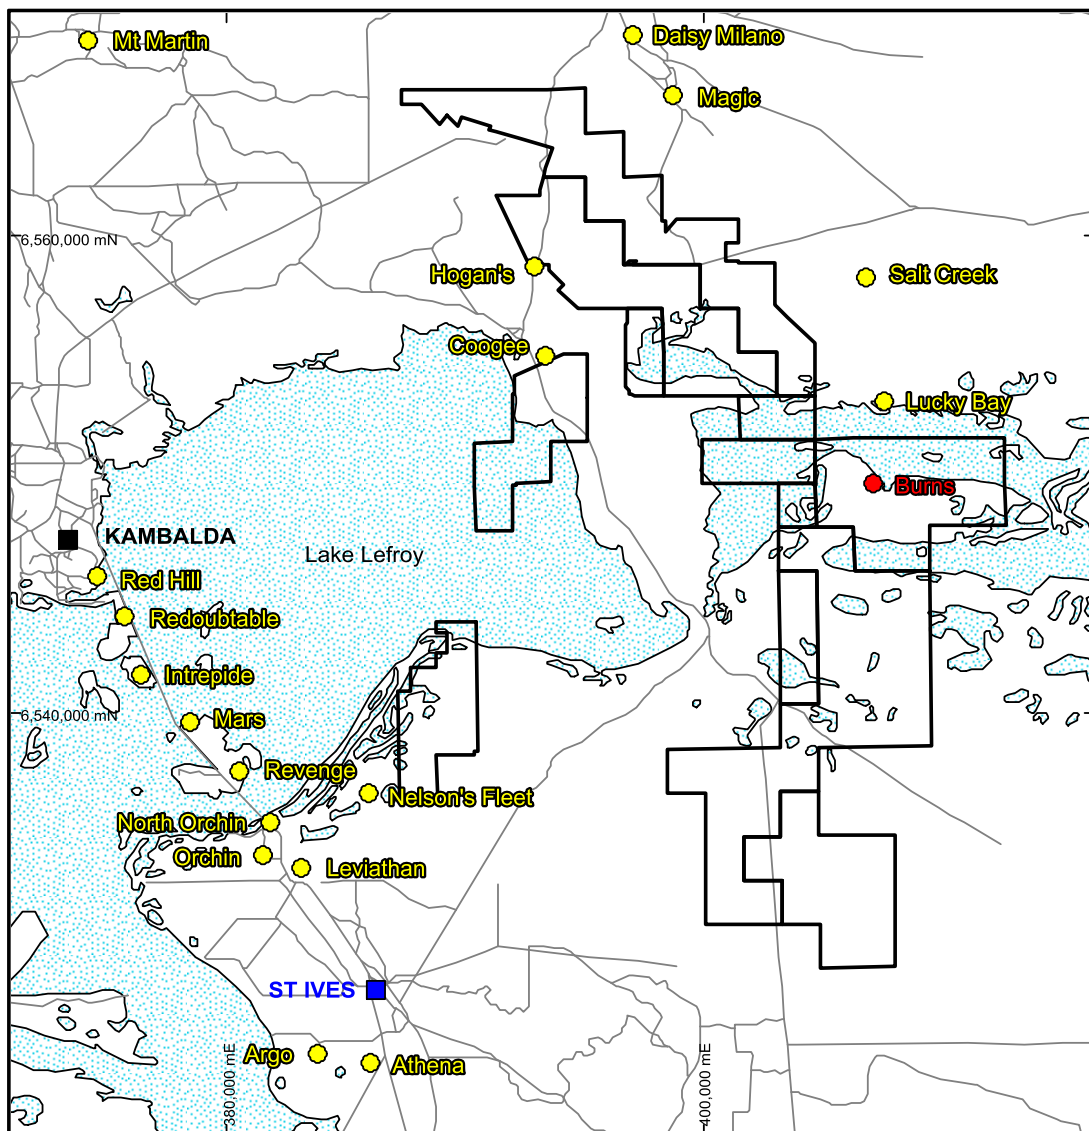 Mt Martin
Daisy Milano
Magic
6,560,000 mN
Hogan's
Salt Creek
Coogee
Lucky Bay
Burns
KAMBALDA
Lake Lefroy
Red Hill
Redoubtable
Intrepide
6,540,000 mN
Mars
Revenge
Nelson's Fleet
North Orchin
Orchin
Leviathan
ST IVES
Argo
Athena
380,000 mE
400,000 mE